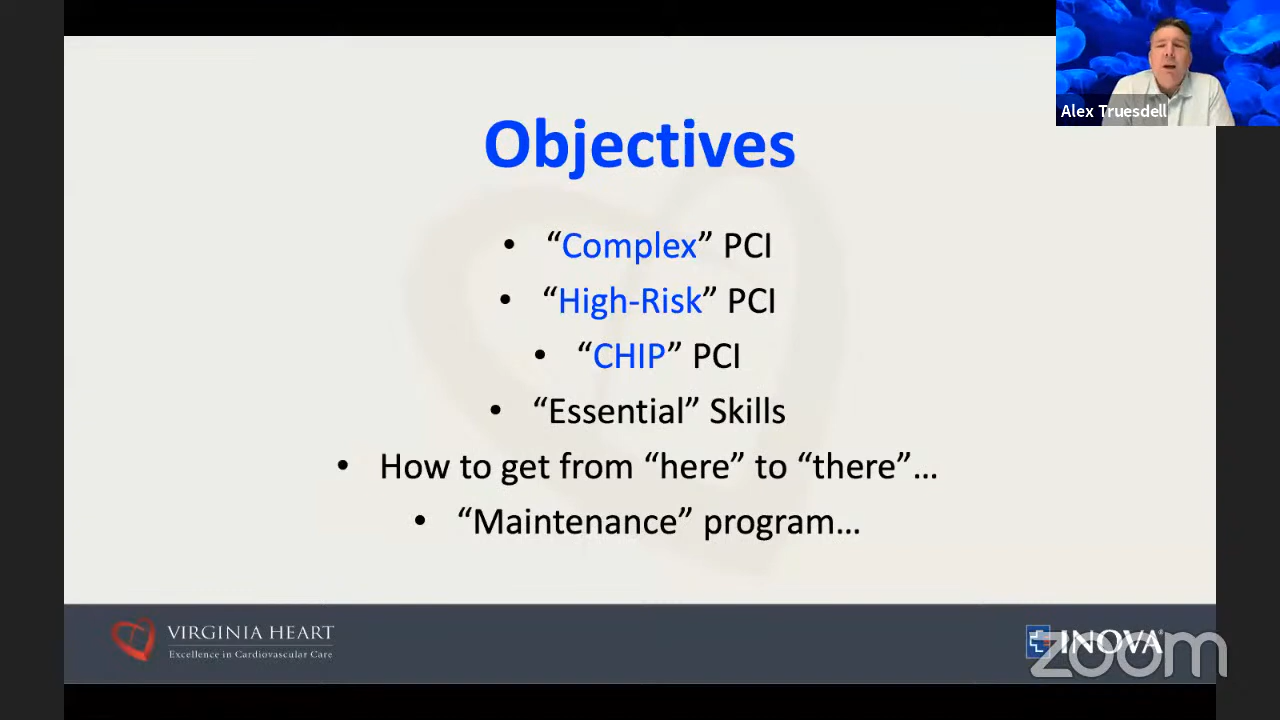 Alex Truesdell
Objectives
• “Complex” PCI
• “High-Risk” PCI
• “CHIP” PCI
• “Essential” Skills
• How to get from “here” to “there”…
• “Maintenance” program…
VIRGINIA HEART
Excellence in Cardiovascular Care
INOVA®
zoom